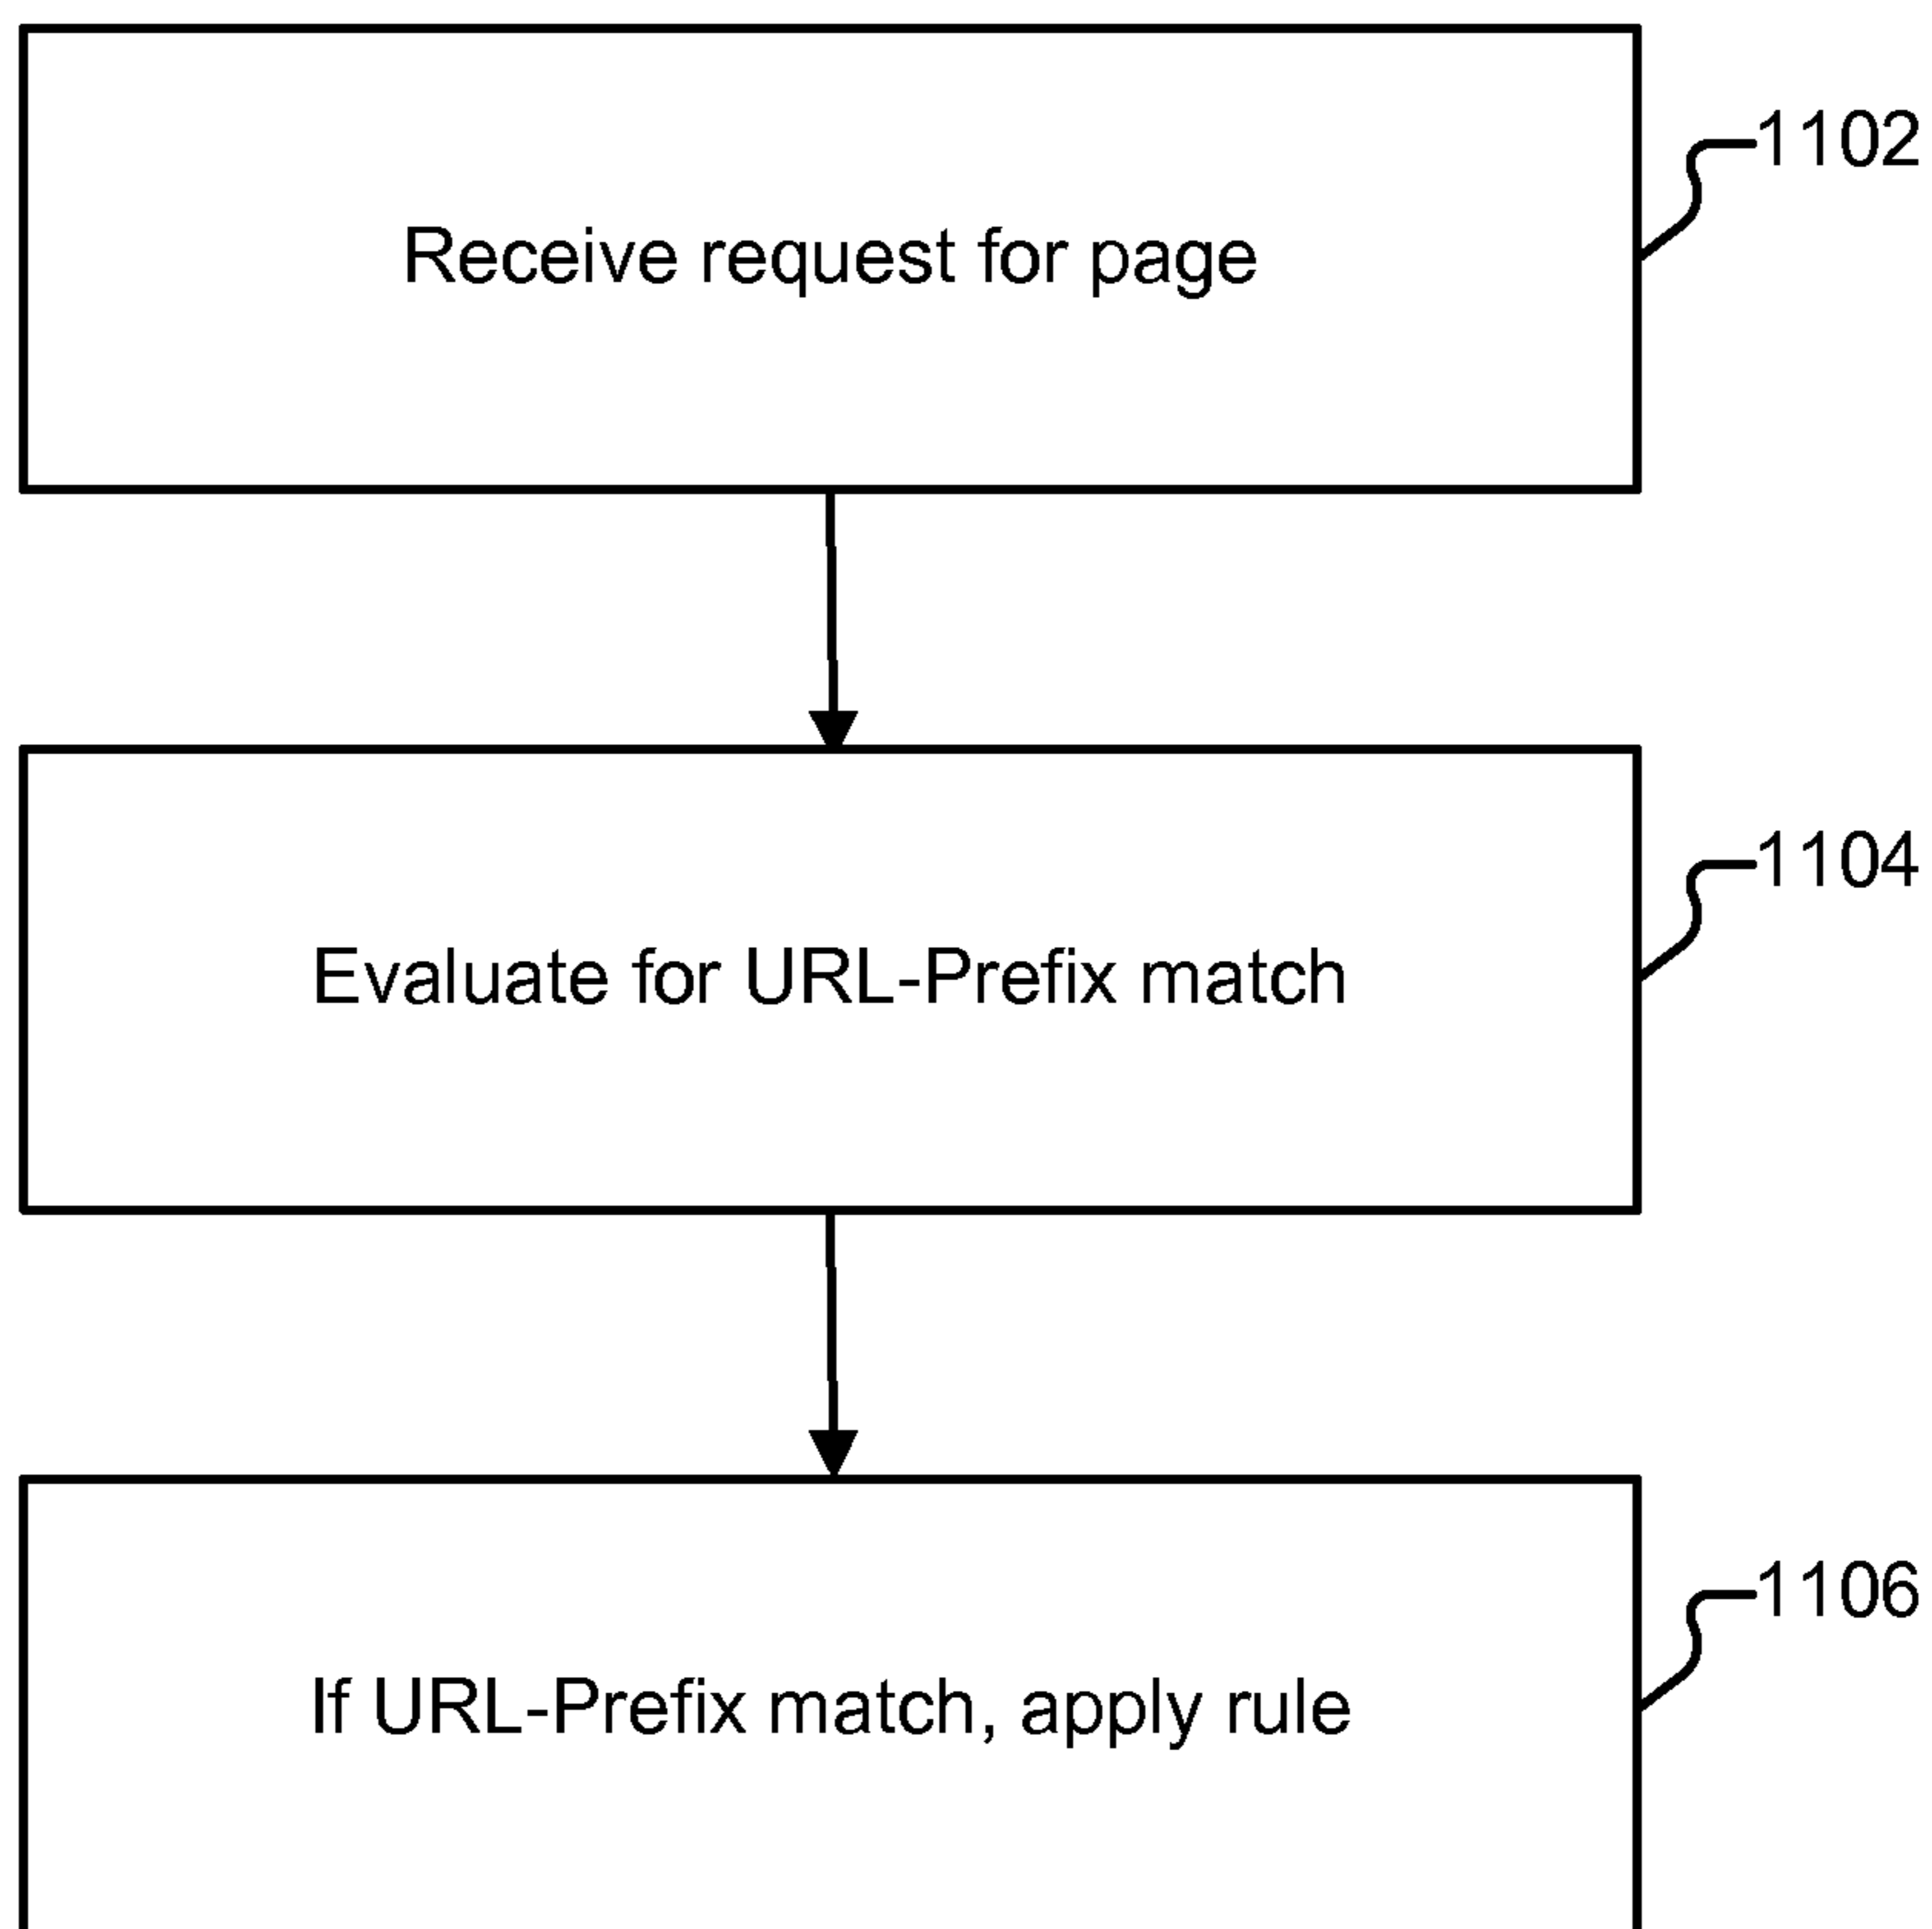 1102
Receive request for page
1104
Evaluate for URL-Prefix match
1106
If URL-Prefix match, apply rule